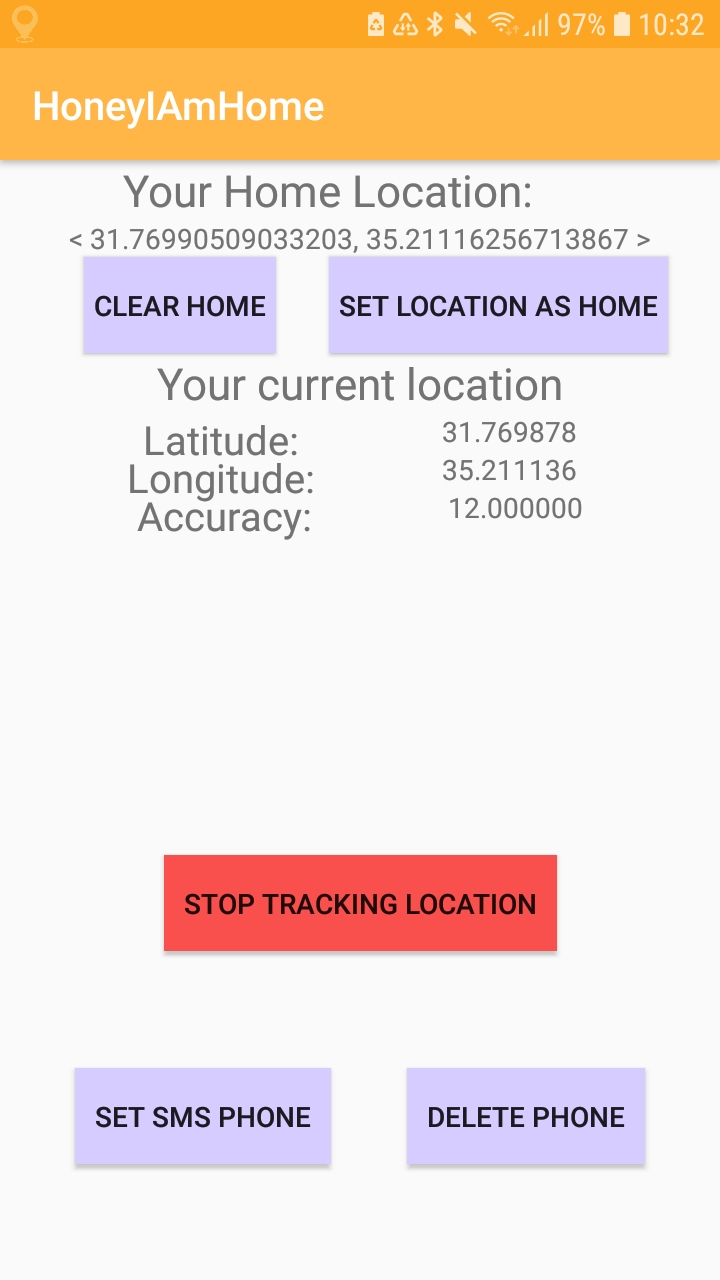 97% 10:32
HoneyIAmHome
Your Home Location:
< 31.76990509033203, 35.21116256713867 >
CLEAR HOME SET LOCATION AS HOME
Your current location
Latitude: 31.769878
Longitude: 35.211136
Accuracy: 12.000000
STOP TRACKING LOCATION
SET SMS PHONE DELETE PHONE